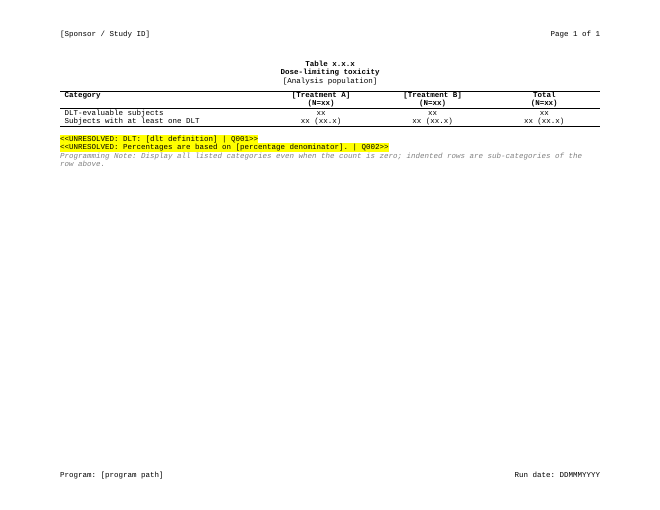 [Sponsor / Study ID] Page 1 of 1
Table x.x.x
Dose-limiting toxicity
[Analysis population]
Category [Treatment A] [Treatment B] Total
(N=xx) (N=xx) (N=xx)
DLT-evaluable subjects xx xx xx
Subjects with at least one DLT xx (xx.x) xx (xx.x) xx (xx.x)
<<UNRESOLVED: DLT: [dlt definition] | Q001>>
<<UNRESOLVED: Percentages are based on [percentage denominator]. | Q002>>
Programming Note: Display all listed categories even when the count is zero; indented rows are sub-categories of the
row above.
Program: [program path] Run date: DDMMMYYYY